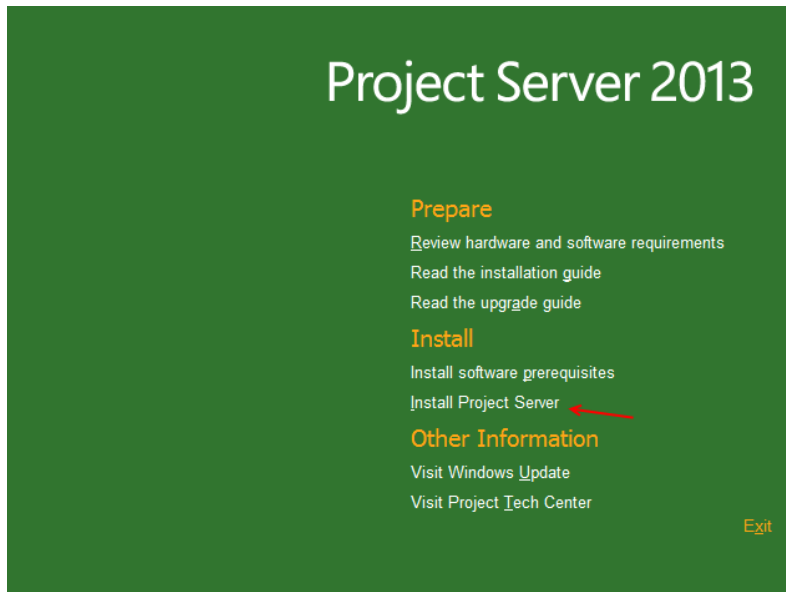 Project Server 2013
Prepare
Review hardware and software requirements
Read the installation guide
Read the upgrade guide
Install
Install software prerequisites
Install Project Server
Other Information
Visit Windows Update
Visit Project Tech Center
Exit